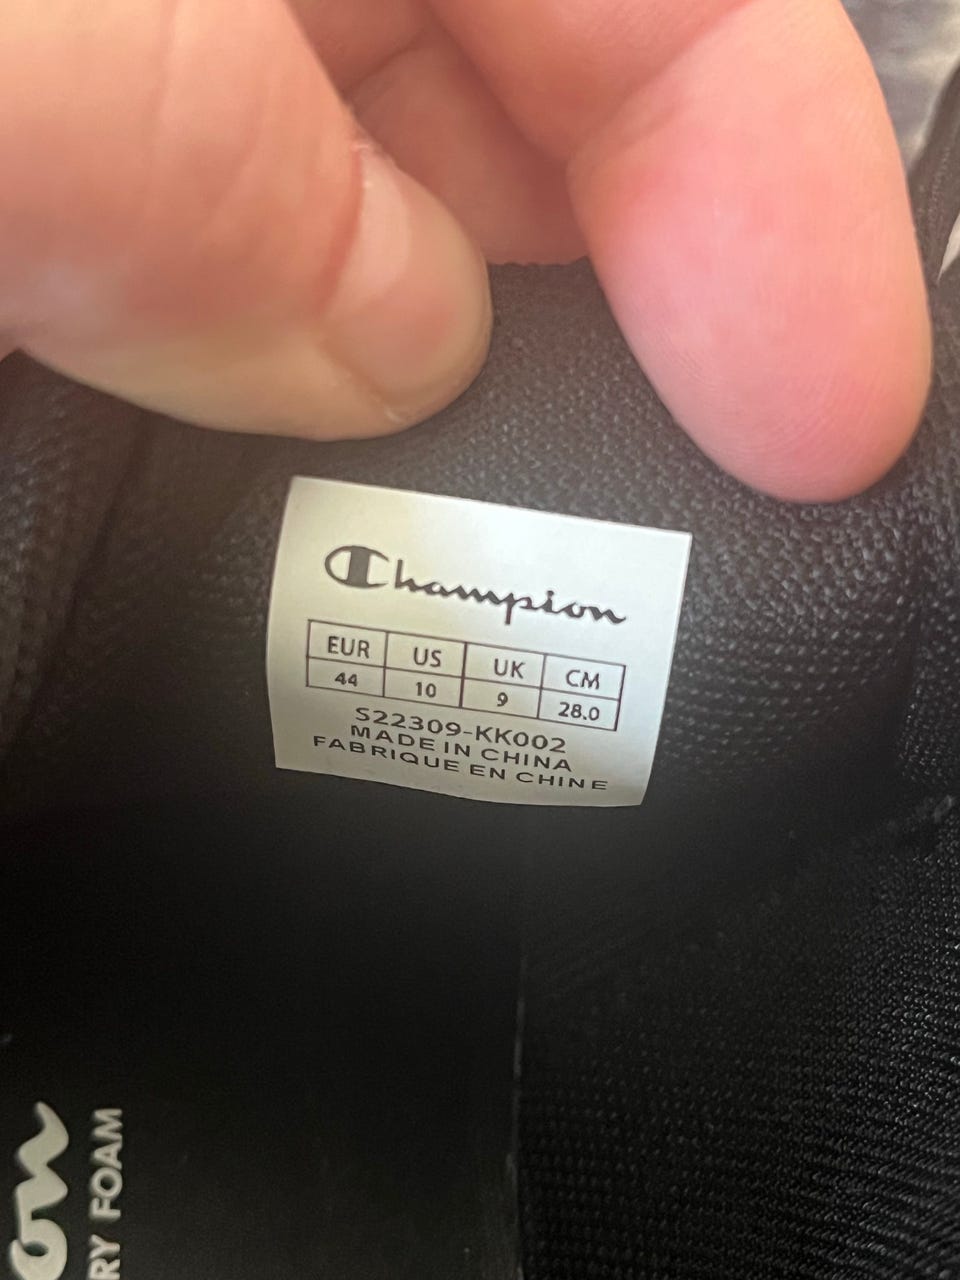 Champion
EUR US UK CM
44 10 9 28.0
S22309-KK002
MADE IN CHINA
FABRIQUE EN CHINE
FOAM